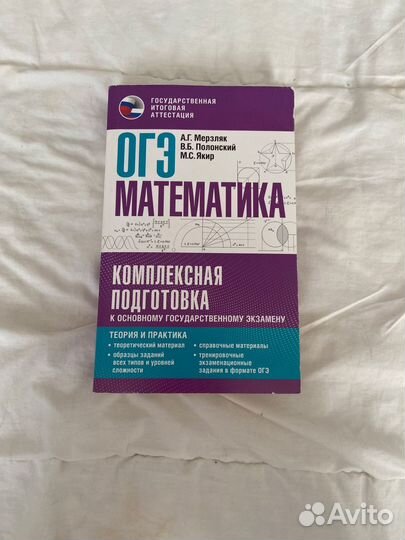 ГОСУДАРСТВЕННАЯ
ИТОГОВАЯ
АТТЕСТАЦИЯ
А.Г. Мерзляк
В.Б. Полонский
М.С. Якир
ОГЭ
МАТЕМАТИКА
КОМПЛЕКСНАЯ
ПОДГОТОВКА
К ОСНОВНОМУ ГОСУДАРСТВЕННОМУ ЭКЗАМЕНУ
ТЕОРИЯ И ПРАКТИКА
• теоретический материал
• образцы заданий
всех типов и уровней
сложности
• справочные материалы
• тренировочные
экзаменационные
задания в формате ОГЭ
Avito